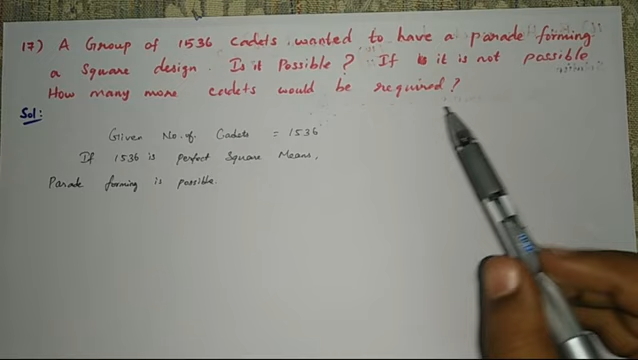 17) A Group of 1536 cadets wanted to have a parade forming
a Square design. Is it Possible? If it is not possible
How many more cadets would be required?
Sol:
Given No. of. Cadets = 1536
If 1536 is perfect Square Means,
Parade forming is possible.